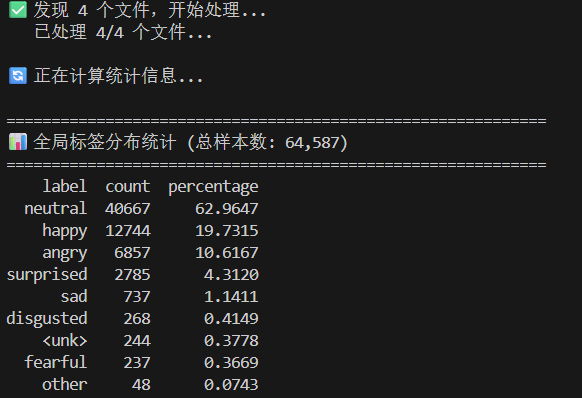 ✅ 发现 4 个文件，开始处理...
已处理 4/4 个文件...
🔄 正在计算统计信息...
============================================================
📊 全局标签分布统计 (总样本数: 64,587)
============================================================
label count percentage
neutral 40667 62.9647
happy 12744 19.7315
angry 6857 10.6167
surprised 2785 4.3120
sad 737 1.1411
disgusted 268 0.4149
<unk> 244 0.3778
fearful 237 0.3669
other 48 0.0743